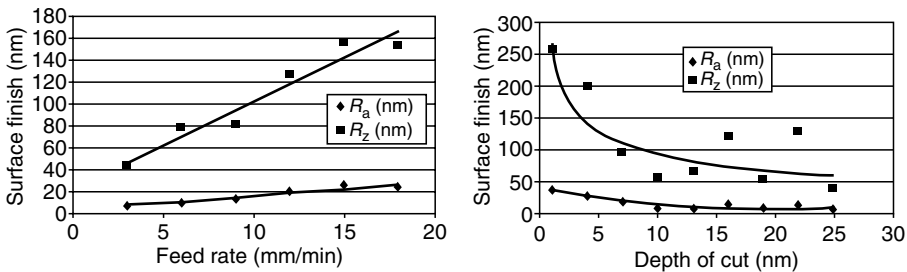 Surface finish (nm)
180
160
140
120
100
80
60
40
20
0
0 5 10 15 20
Feed rate (mm/min)
Ra (nm)
Rz (nm)
Surface finish (nm)
300
250
200
150
100
50
0
0 5 10 15 20 25 30
Depth of cut (nm)
Ra (nm)
Rz (nm)